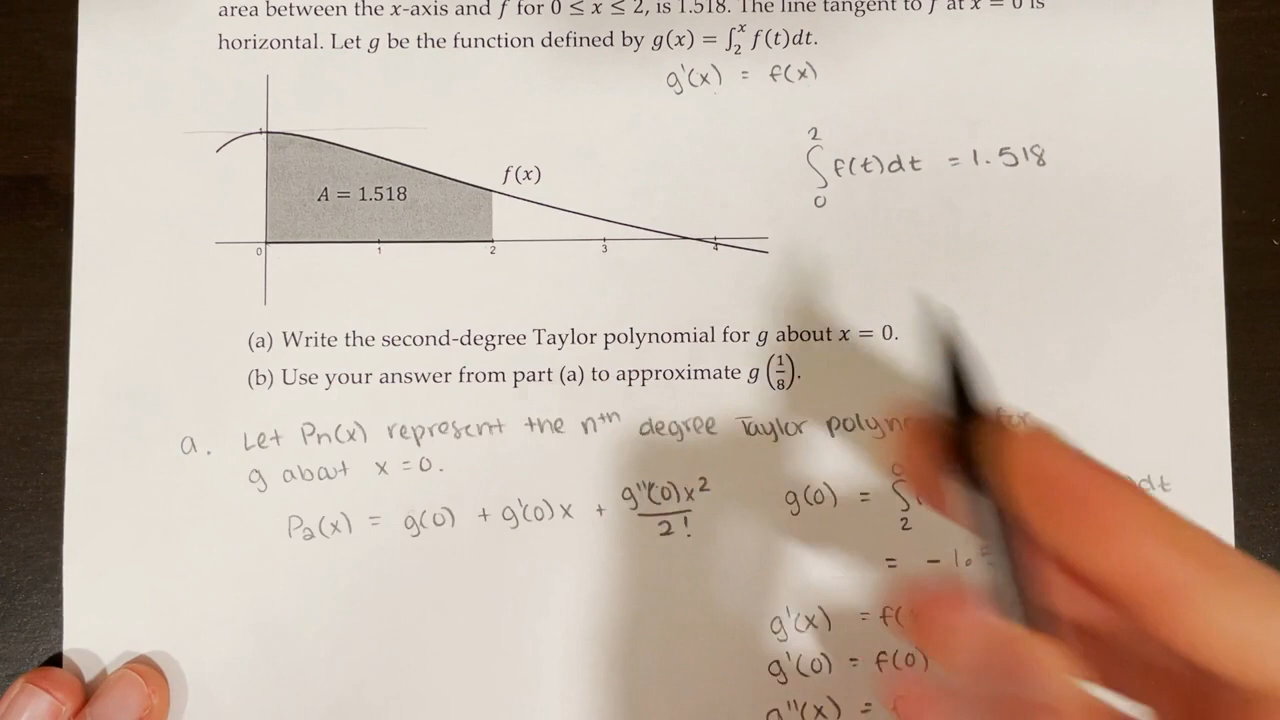 area between the x-axis and f for 0 ≤ x ≤ 2, is 1.518. The line tangent to f at x = 0 is
horizontal. Let g be the function defined by g(x) = ∫₂ˣ f(t)dt.
g'(x) = f(x)
1
A = 1.518
f(x)
0 1 2 3 4
∫₀² f(t)dt = 1.518
(a) Write the second-degree Taylor polynomial for g about x = 0.
(b) Use your answer from part (a) to approximate g (1/8).
a. Let Pn(x) represent the nth degree Taylor for
g about x = 0.
P₂(x) = g(0) + g'(0)x + g''(0)x²/2!
g(0) = ∫₂⁰ dt
= -1.5
g'(x) = f(
g'(0) = f(0)
g''(x) =